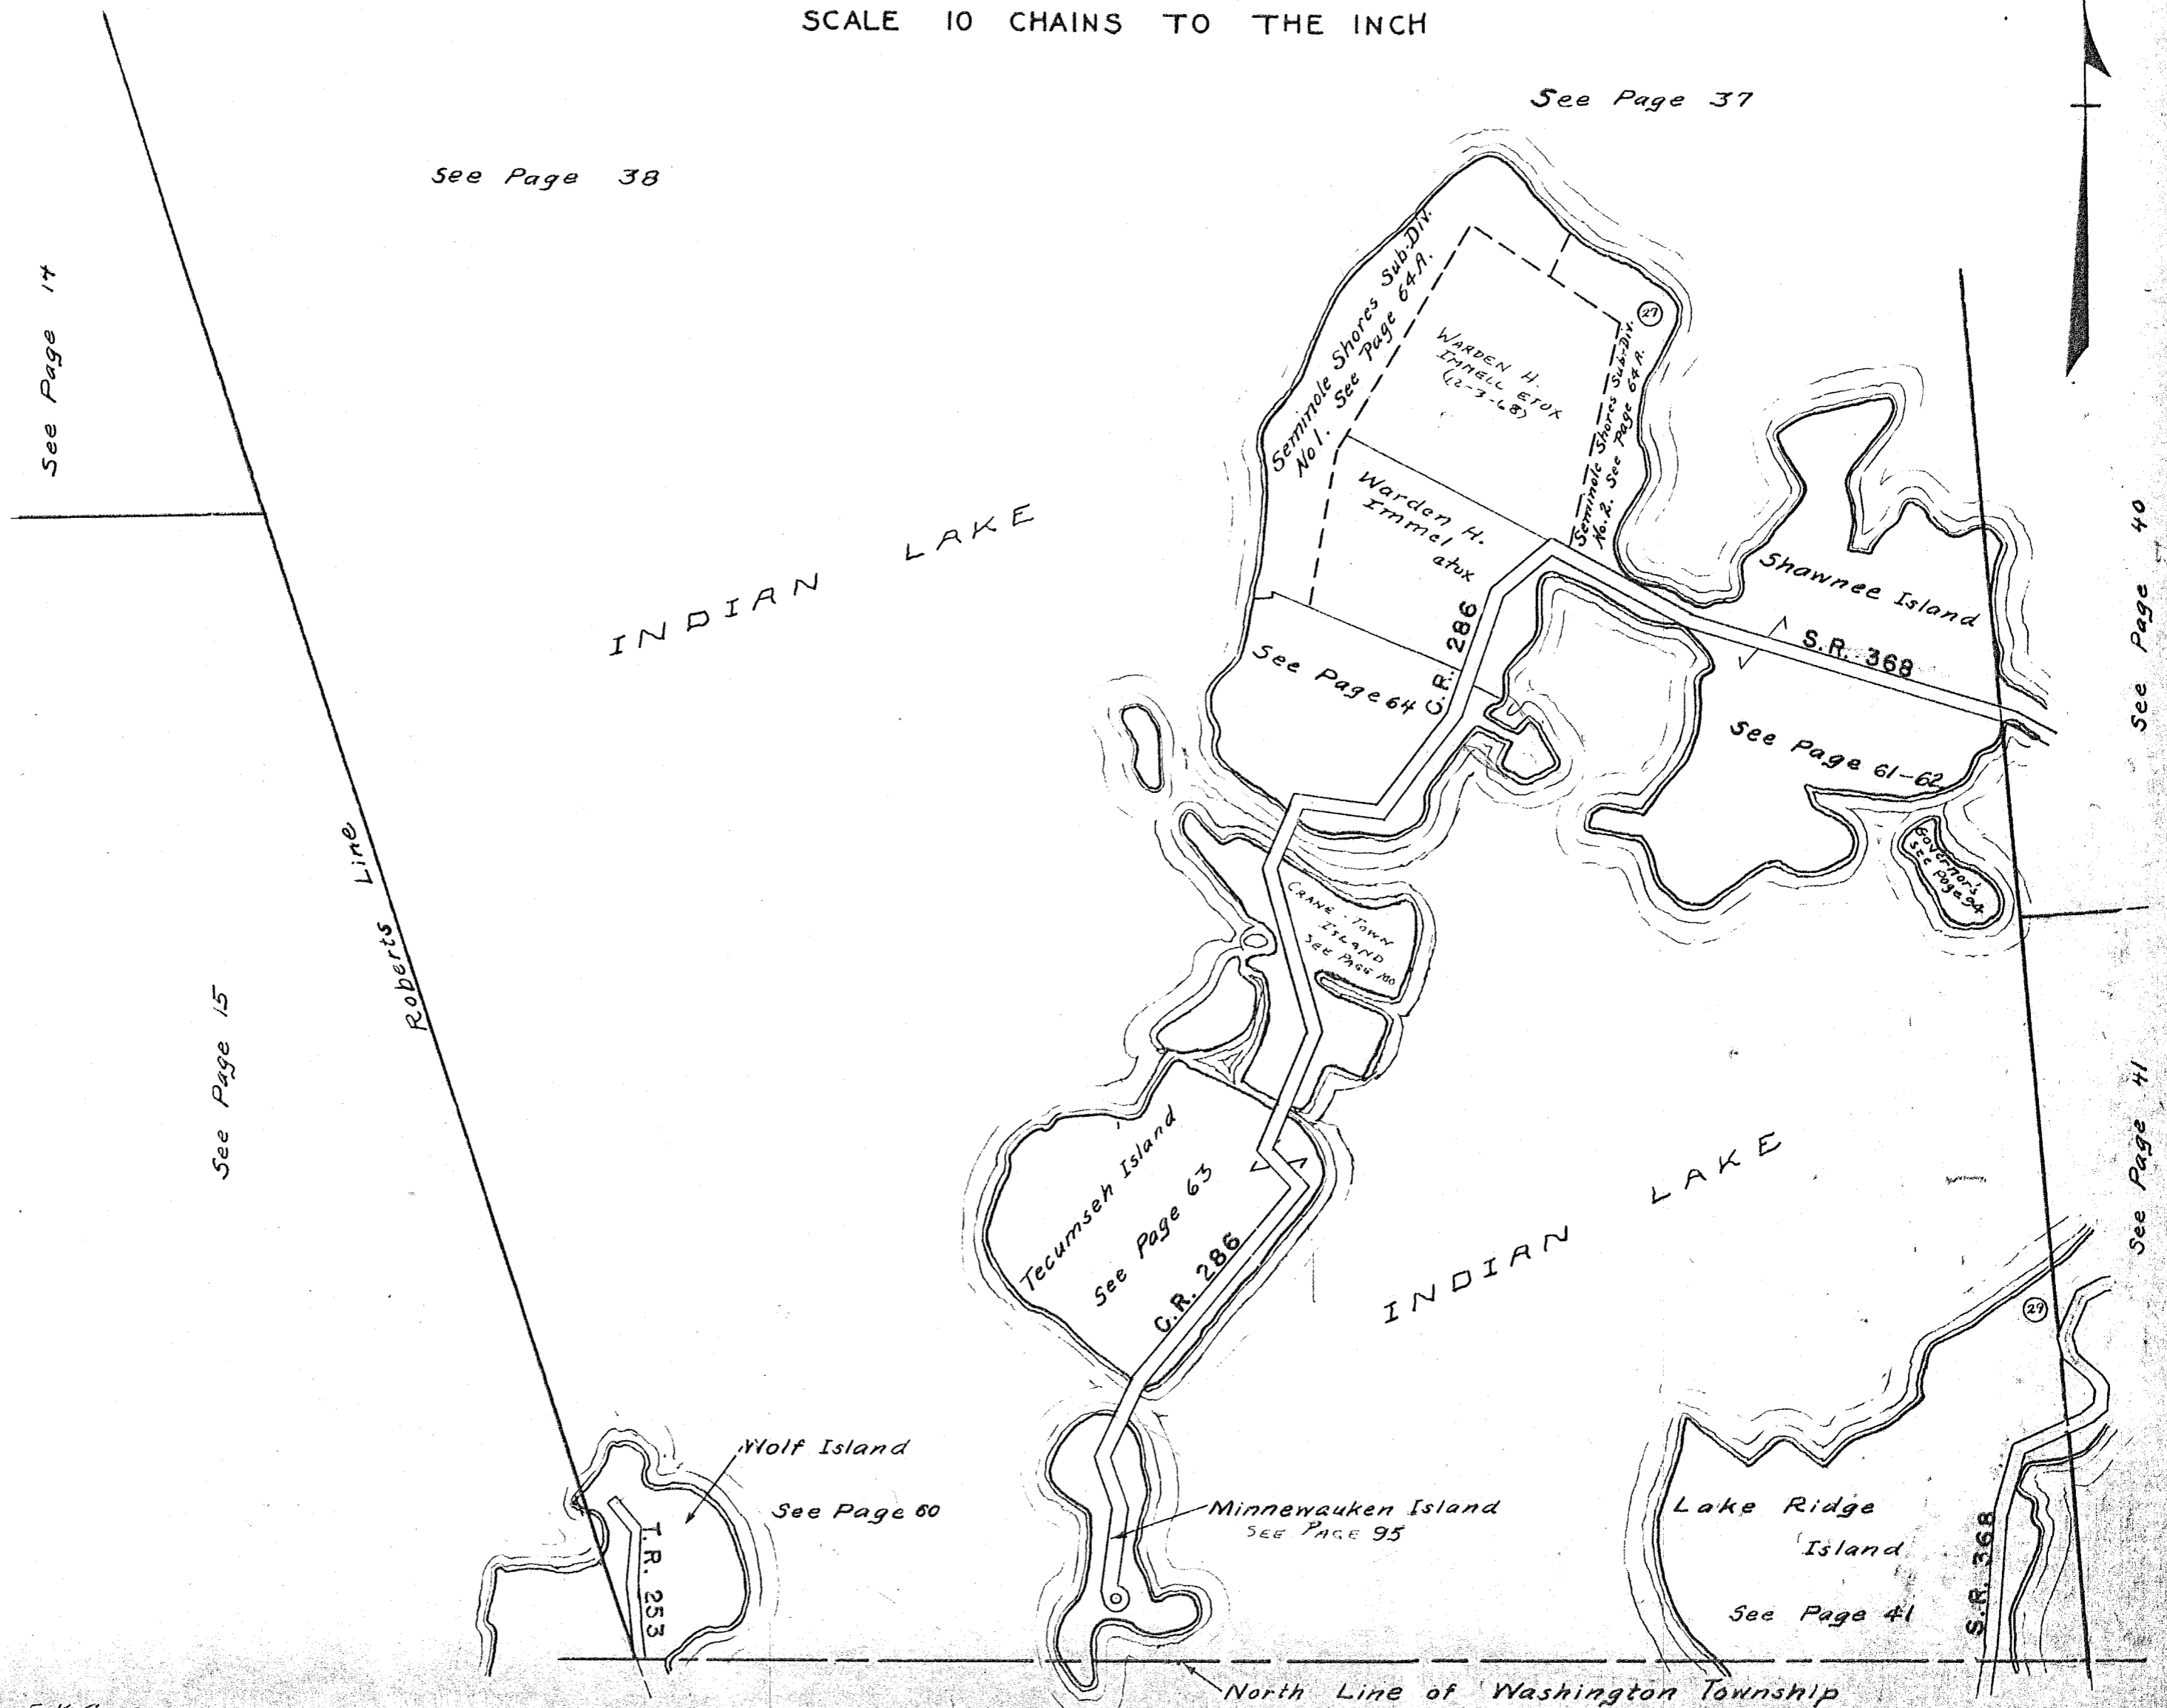 SCALE 10 CHAINS TO THE INCH
See Page 37
See Page 38
See Page 14
Seminole Shores Sub-Div.
No 1. See Page 64A.
WARDEN H.
IMMELL ETUX
(12-3-68)
27
Seminole Shores Sub-Div.
No. 2. See Page 64A.
Warden H.
Immel
etux
INDIAN LAKE
See Page 40
Shawnee Island
S.R. 368
C.R. 286
See Page 64
See Page 61-62
Governor's
See Page 94
Roberts Line
CRANE-TOWN
ISLAND
SEE PAGE 100
See Page 15
Tecumseh Island
See Page 63
C.R. 286
INDIAN LAKE
See Page 41
29
Wolf Island
See Page 60
T.R. 253
Minnewauken Island
SEE PAGE 95
Lake Ridge
Island
See Page 41
S.R. 368
North Line of Washington Township